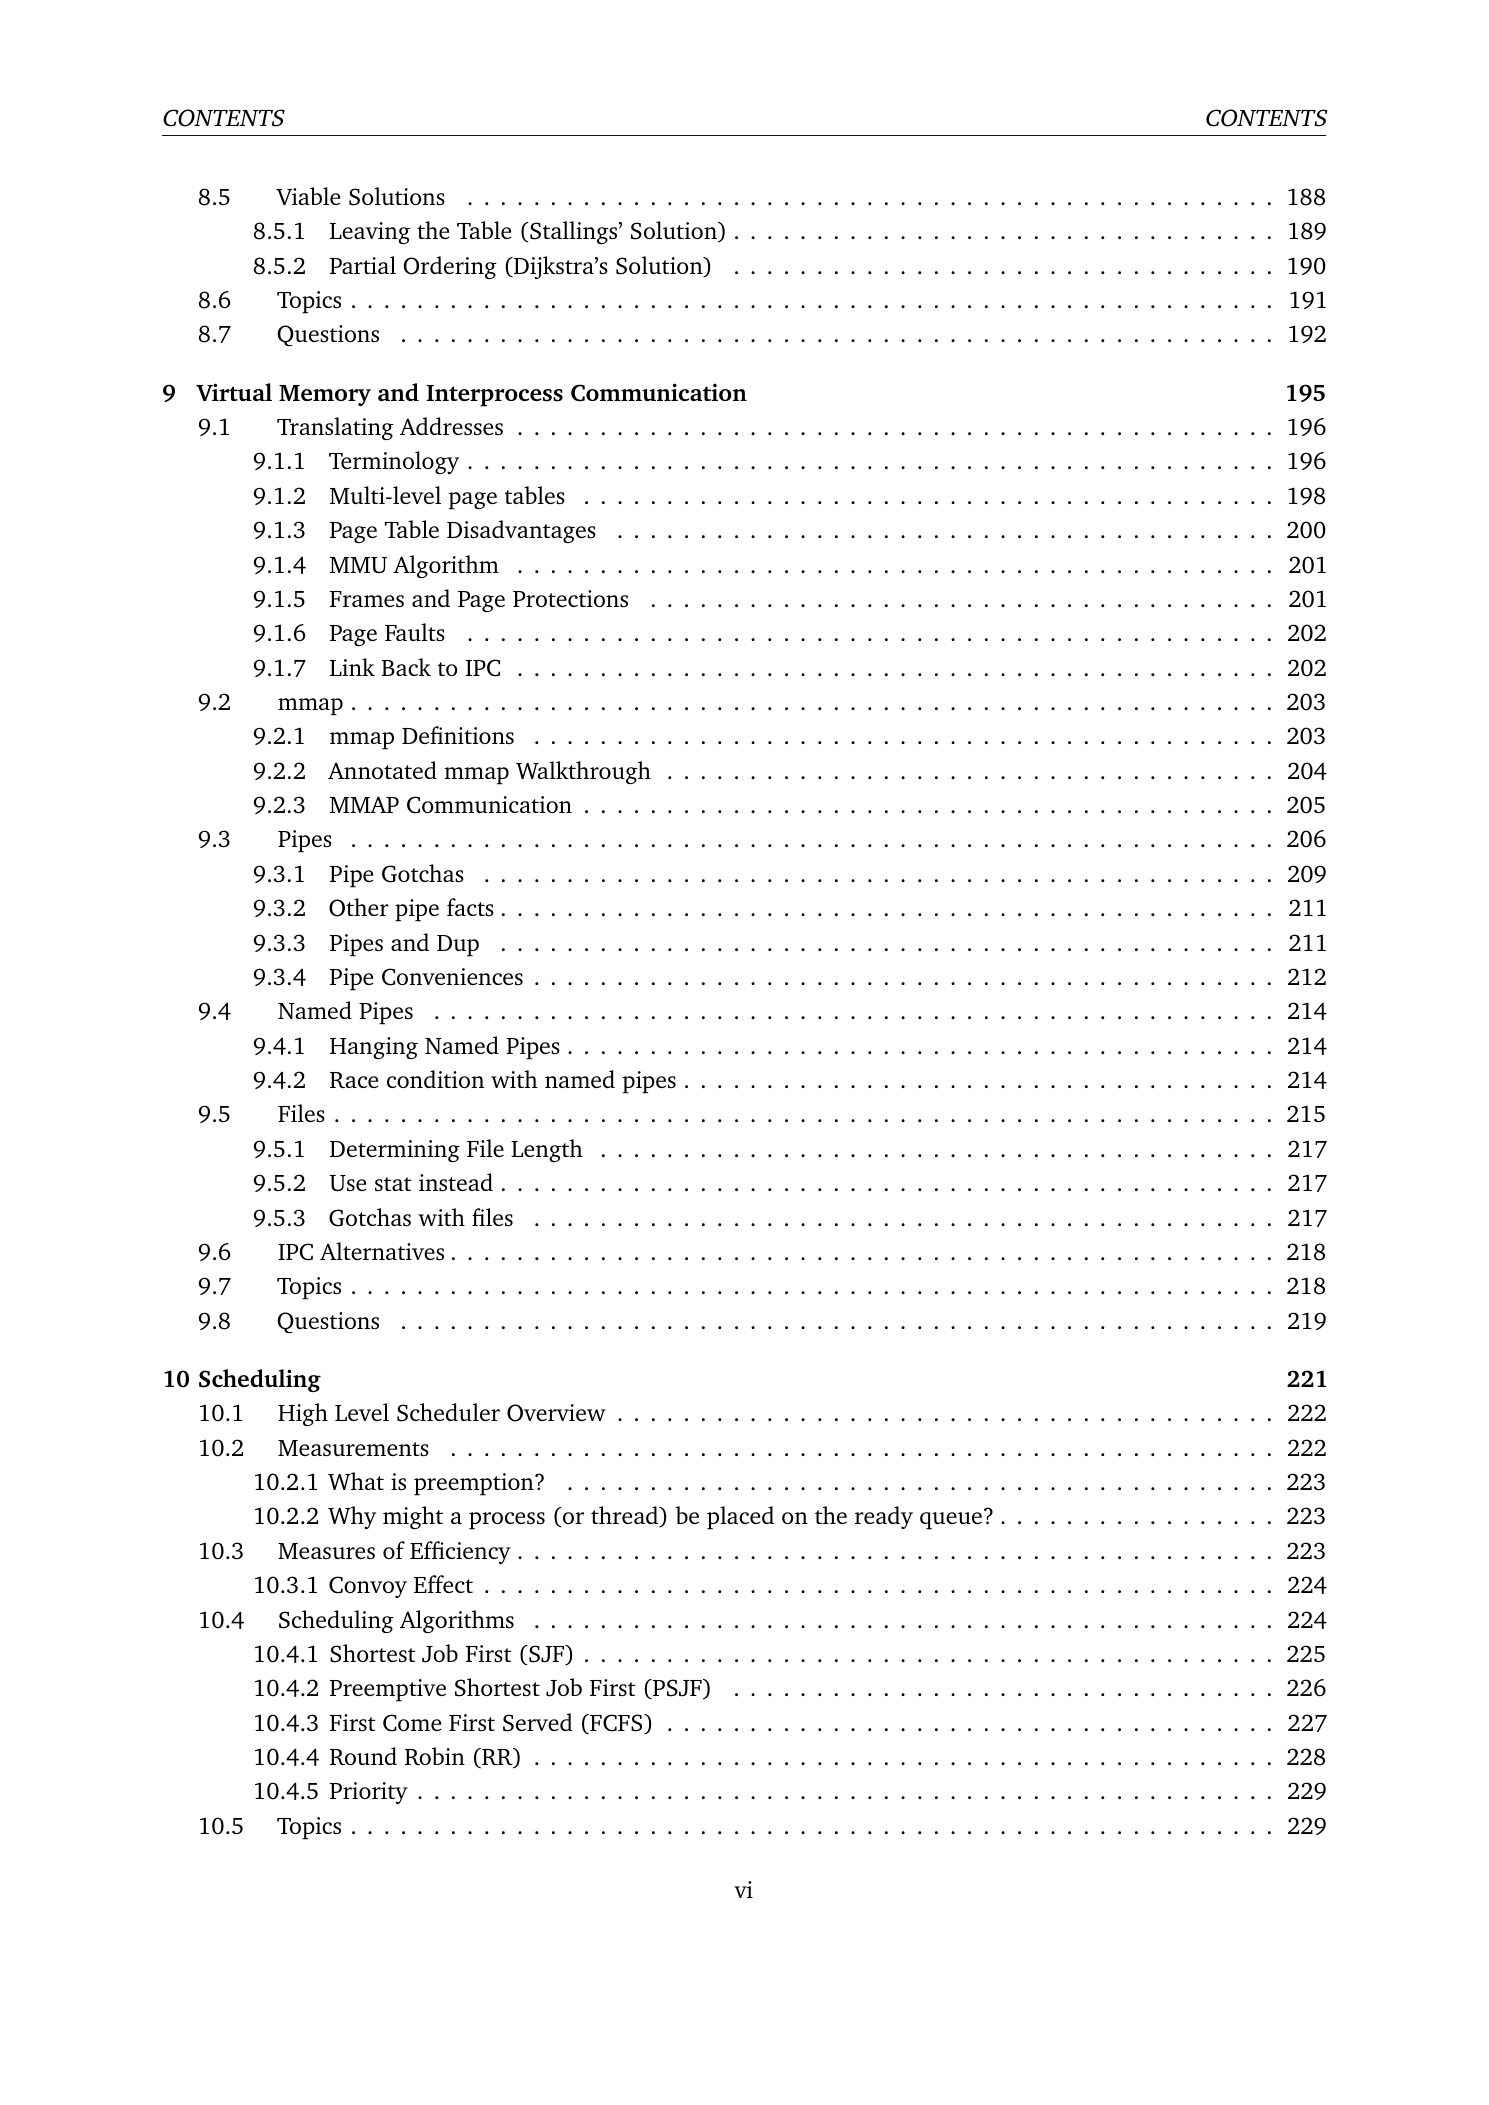 CONTENTS CONTENTS
8.5 Viable Solutions . . . . . . . . . . . . . . . . . . . . 188
8.5.1 Leaving the Table (Stallings’ Solution) . . . . . . . . . . . . . . . . . . . . 189
8.5.2 Partial Ordering (Dijkstra’s Solution) . . . . . . . . . . . . . . . . . . . . 190
8.6 Topics . . . . . . . . . . . . . . . . . . . . 191
8.7 Questions . . . . . . . . . . . . . . . . . . . . 192
9 Virtual Memory and Interprocess Communication 195
9.1 Translating Addresses . . . . . . . . . . . . . . . . . . . . 196
9.1.1 Terminology . . . . . . . . . . . . . . . . . . . . 196
9.1.2 Multi-level page tables . . . . . . . . . . . . . . . . . . . . 198
9.1.3 Page Table Disadvantages . . . . . . . . . . . . . . . . . . . . 200
9.1.4 MMU Algorithm . . . . . . . . . . . . . . . . . . . . 201
9.1.5 Frames and Page Protections . . . . . . . . . . . . . . . . . . . . 201
9.1.6 Page Faults . . . . . . . . . . . . . . . . . . . . 202
9.1.7 Link Back to IPC . . . . . . . . . . . . . . . . . . . . 202
9.2 mmap . . . . . . . . . . . . . . . . . . . . 203
9.2.1 mmap Definitions . . . . . . . . . . . . . . . . . . . . 203
9.2.2 Annotated mmap Walkthrough . . . . . . . . . . . . . . . . . . . . 204
9.2.3 MMAP Communication . . . . . . . . . . . . . . . . . . . . 205
9.3 Pipes . . . . . . . . . . . . . . . . . . . . 206
9.3.1 Pipe Gotchas . . . . . . . . . . . . . . . . . . . . 209
9.3.2 Other pipe facts . . . . . . . . . . . . . . . . . . . . 211
9.3.3 Pipes and Dup . . . . . . . . . . . . . . . . . . . . 211
9.3.4 Pipe Conveniences . . . . . . . . . . . . . . . . . . . . 212
9.4 Named Pipes . . . . . . . . . . . . . . . . . . . . 214
9.4.1 Hanging Named Pipes . . . . . . . . . . . . . . . . . . . . 214
9.4.2 Race condition with named pipes . . . . . . . . . . . . . . . . . . . . 214
9.5 Files . . . . . . . . . . . . . . . . . . . . 215
9.5.1 Determining File Length . . . . . . . . . . . . . . . . . . . . 217
9.5.2 Use stat instead . . . . . . . . . . . . . . . . . . . . 217
9.5.3 Gotchas with files . . . . . . . . . . . . . . . . . . . . 217
9.6 IPC Alternatives . . . . . . . . . . . . . . . . . . . . 218
9.7 Topics . . . . . . . . . . . . . . . . . . . . 218
9.8 Questions . . . . . . . . . . . . . . . . . . . . 219
10 Scheduling 221
10.1 High Level Scheduler Overview . . . . . . . . . . . . . . . . . . . . 222
10.2 Measurements . . . . . . . . . . . . . . . . . . . . 222
10.2.1 What is preemption? . . . . . . . . . . . . . . . . . . . . 223
10.2.2 Why might a process (or thread) be placed on the ready queue? . . . . . . . . . . . . . . . . . 223
10.3 Measures of Efficiency . . . . . . . . . . . . . . . . . . . . 223
10.3.1 Convoy Effect . . . . . . . . . . . . . . . . . . . . 224
10.4 Scheduling Algorithms . . . . . . . . . . . . . . . . . . . . 224
10.4.1 Shortest Job First (SJF) . . . . . . . . . . . . . . . . . . . . 225
10.4.2 Preemptive Shortest Job First (PSJF) . . . . . . . . . . . . . . . . . . . . 226
10.4.3 First Come First Served (FCFS) . . . . . . . . . . . . . . . . . . . . 227
10.4.4 Round Robin (RR) . . . . . . . . . . . . . . . . . . . . 228
10.4.5 Priority . . . . . . . . . . . . . . . . . . . . 229
10.5 Topics . . . . . . . . . . . . . . . . . . . . 229
vi